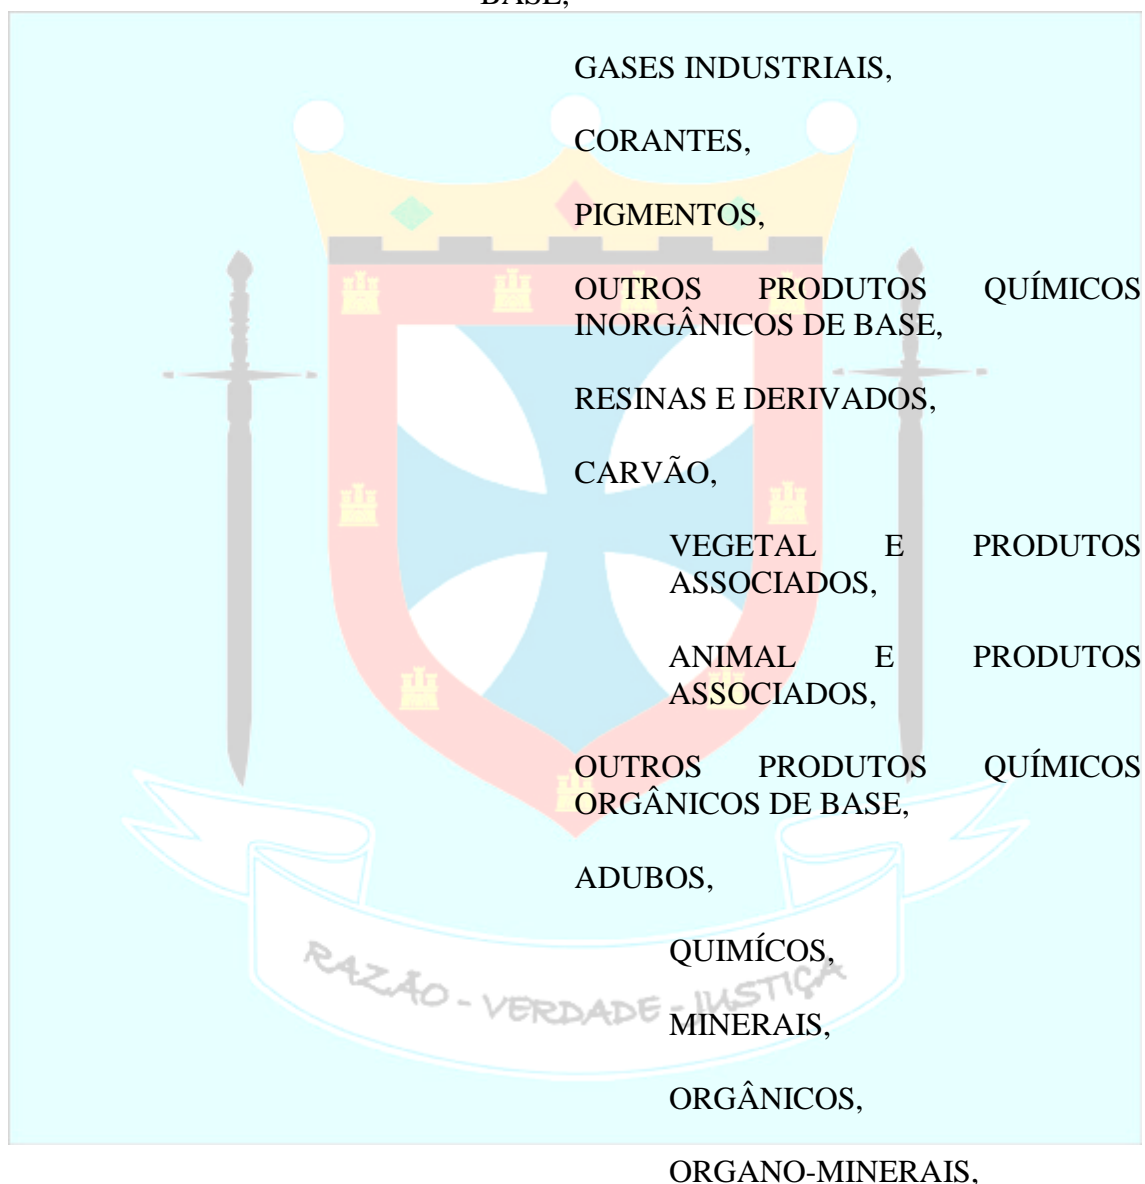 BASE,
GASES INDUSTRIAIS,
CORANTES,
PIGMENTOS,
OUTROS PRODUTOS QUÍMICOS
INORGÂNICOS DE BASE,
RESINAS E DERIVADOS,
CARVÃO,
VEGETAL E PRODUTOS
ASSOCIADOS,
ANIMAL E PRODUTOS
ASSOCIADOS,
OUTROS PRODUTOS QUÍMICOS
ORGÂNICOS DE BASE,
ADUBOS,
QUIMÍCOS,
RAZÃO - VERDADE - JUSTIÇA
MINERAIS,
ORGÂNICOS,
ORGANO-MINERAIS,